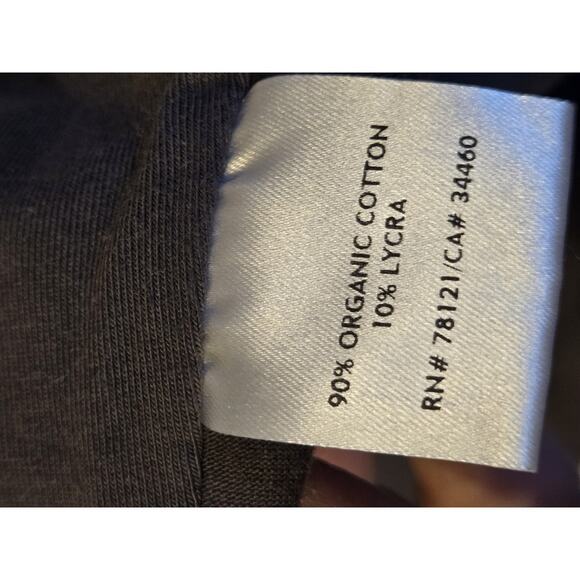 90% ORGANIC COTTON
10% LYCRA
RN# 78121/CA# 34460